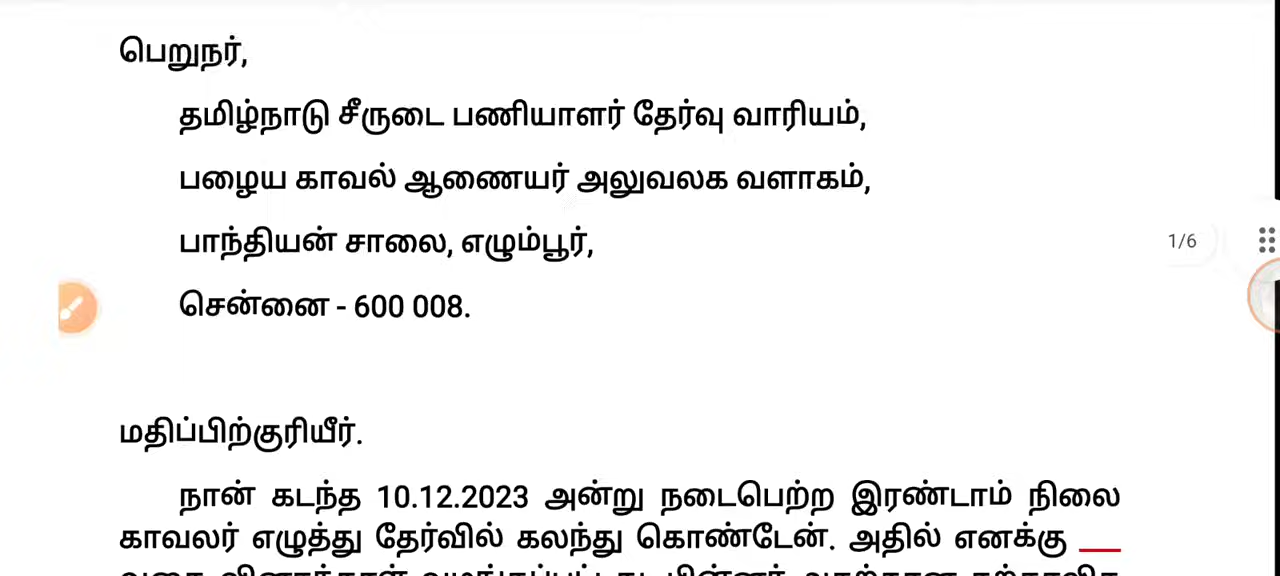 பெறுநர்,
தமிழ்நாடு சீருடை பணியாளர் தேர்வு வாரியம்,
பழைய காவல் ஆணையர் அலுவலக வளாகம்,
பாந்தியன் சாலை, எழும்பூர்,
1/6
சென்னை - 600 008.
மதிப்பிற்குரியீர்.
நான் கடந்த 10.12.2023 அன்று நடைபெற்ற இரண்டாம் நிலை
காவலர் எழுத்து தேர்வில் கலந்து கொண்டேன். அதில் எனக்கு __